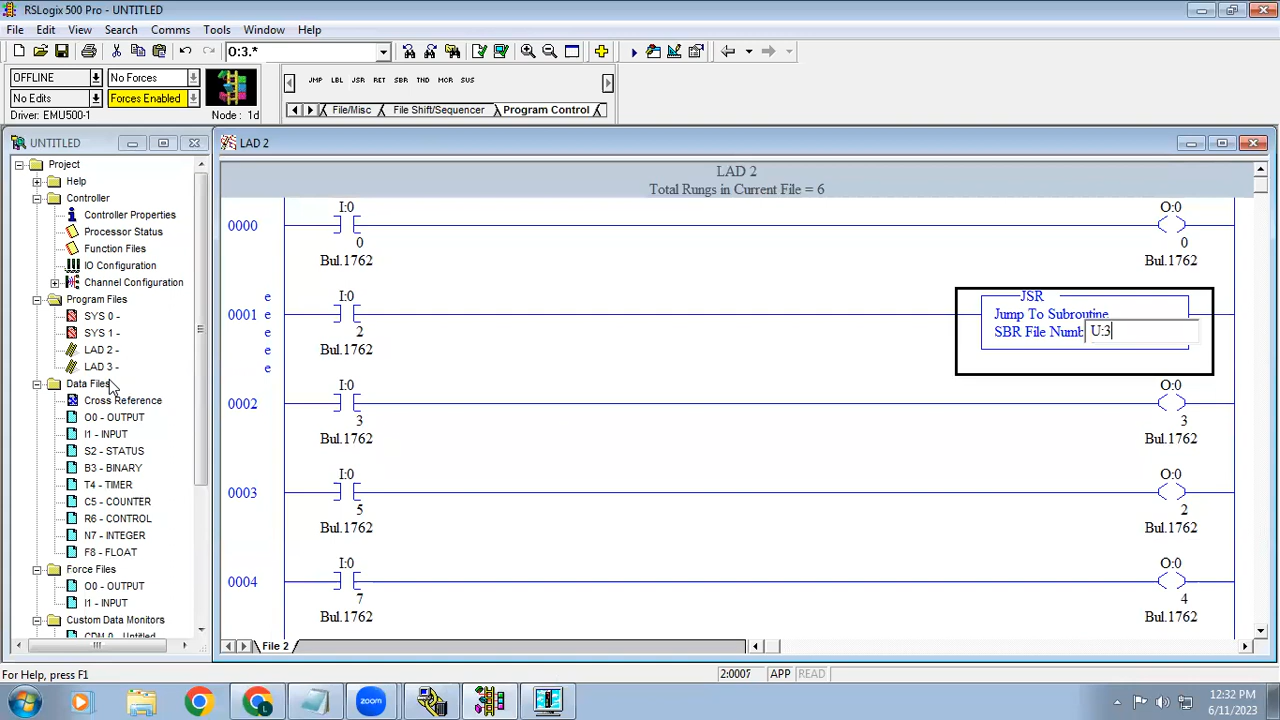 RSLogix 500 Pro - UNTITLED
File Edit View Search Comms Tools Window Help
O:3.*
OFFLINE No Forces
No Edits Forces Enabled
Driver: EMU500-1 Node : 1d
JMP LBL JSR RET SBR TND MCR SUS
File/Misc File Shift/Sequencer Program Control
UNTITLED
Project
Help
Controller
Controller Properties
Processor Status
Function Files
IO Configuration
Channel Configuration
Program Files
SYS 0 -
SYS 1 -
LAD 2 -
LAD 3 -
Data Files
Cross Reference
O0 - OUTPUT
I1 - INPUT
S2 - STATUS
B3 - BINARY
T4 - TIMER
C5 - COUNTER
R6 - CONTROL
N7 - INTEGER
F8 - FLOAT
Force Files
O0 - OUTPUT
I1 - INPUT
Custom Data Monitors
CDM 0 - Untitled
LAD 2
LAD 2
Total Rungs in Current File = 6
I:0 O:0
0000
0 0
Bul.1762 Bul.1762
e I:0 JSR
0001 e Jump To Subroutine
e 2 SBR File Numb U:3
e Bul.1762
e
I:0 O:0
0002
3 3
Bul.1762 Bul.1762
I:0 O:0
0003
5 2
Bul.1762 Bul.1762
I:0 O:0
0004
7 4
Bul.1762 Bul.1762
File 2
For Help, press F1 2:0007 APP READ
zoom
12:32 PM
6/11/2023